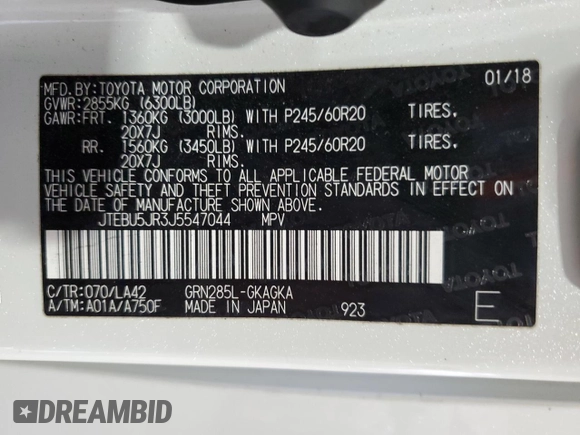 MFD.BY:TOYOTA MOTOR CORPORATION 01/18
GVWR:2855KG (6300LB)
GAWR:FRT. 1360KG (3000LB) WITH P245/60R20 TIRES,
20X7J RIMS.
RR. 1560KG (3450LB) WITH P245/60R20 TIRES,
20X7J RIMS.
THIS VEHICLE CONFORMS TO ALL APPLICABLE FEDERAL MOTOR
VEHICLE SAFETY AND THEFT PREVENTION STANDARDS IN EFFECT ON
THE DATE OF MANUFACTURE SHOWN ABOVE.
JTEBU5JR3J5547044 MPV
C/TR:070/LA42 GRN285L-GKAGKA
A/TM:A01A/A750F MADE IN JAPAN 923 E
DREAMBID